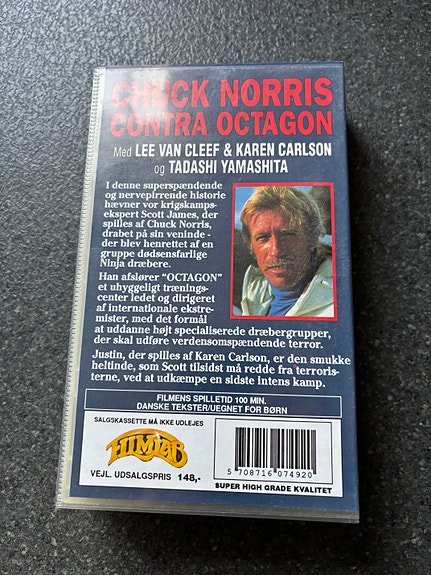 CHUCK NORRIS
CONTRA OCTAGON
Med LEE VAN CLEEF & KAREN CARLSON
og TADASHI YAMASHITA
I denne superspændende
og nervepirrende historie
hævner vor krigskamps-
ekspert Scott James, der
spilles af Chuck Norris,
drabet på sin veninde -
der blev henrettet af en
gruppe dødsensfarlige
Ninja dræbere.
Han afslører "OCTAGON"
et uhyggeligt trænings-
center ledet og dirigeret
af internationale ekstre-
mister, med det formål
at uddanne højt specialiserede dræbergrupper,
der skal udføre verdensomspændende terror.
Justin, der spilles af Karen Carlson, er den smukke
heltinde, som Scott tilsidst må redde fra terroris-
terne, ved at udkæmpe en sidste intens kamp.
FILMENS SPILLETID 100 MIN.
DANSKE TEKSTER/UEGNET FOR BØRN
SALGSKASSETTE MÅ IKKE UDLEJES
FILMLAB
VEJL. UDSALGSPRIS 148,-
5 708716 074920
SUPER HIGH GRADE KVALITET